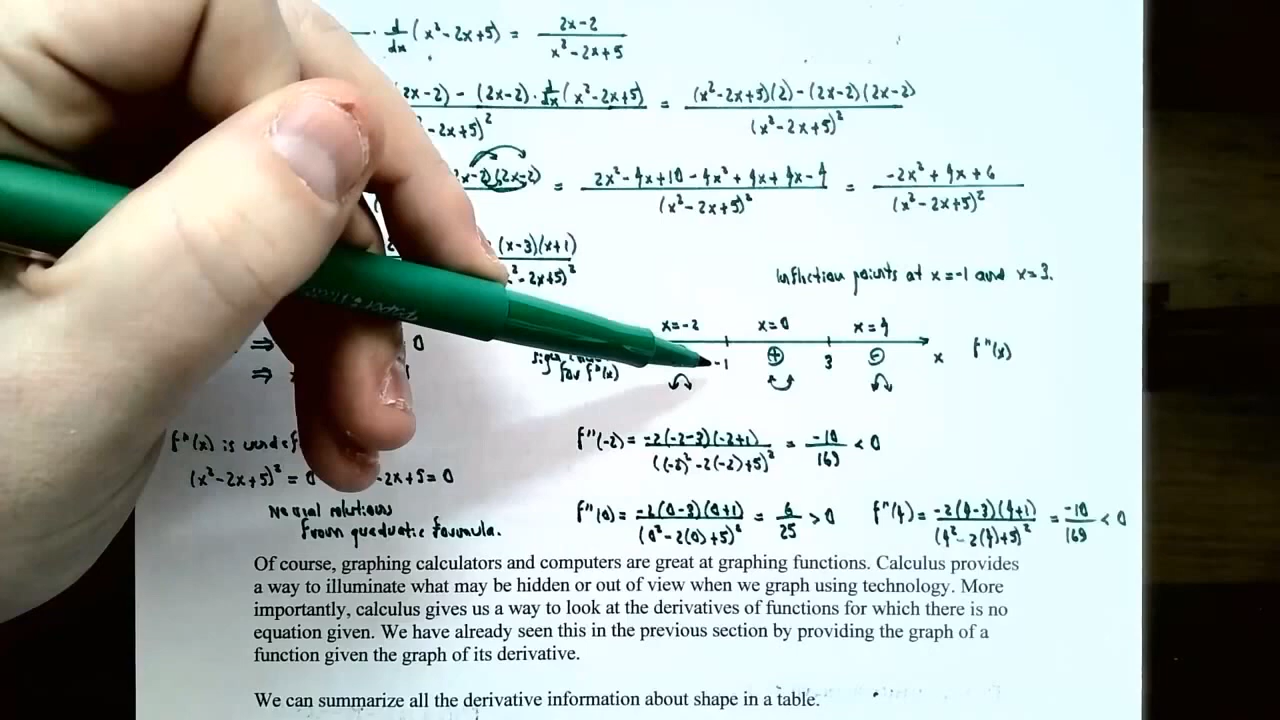 · d/dx (x²-2x+5) = (2x-2)/(x²-2x+5)
2x-2) - (2x-2)·d/dx(x²-2x+5) / -2x+5)² = ((x²-2x+5)(2) - (2x-2)(2x-2))/(x²-2x+5)²
(2x-2) = (2x²-4x+10-4x²+4x+4x-4)/(x²-2x+5)² = (-2x²+4x+6)/(x²-2x+5)²
(x-3)(x+1) / -2x+5)²
Inflection points at x=-1 and x=3.
x=-2 x=0 x=4
⇒ 0 -1 ⊕ 3 ⊖ x f"(x)
⇒ for f"(x)
f"(x) is undef
f"(-2) = -2(-2-3)(-2+1)/((-2)²-2(-2)+5)² = -10/169 < 0
(x²-2x+5)² = 0 -2x+5=0
No real solutions
from quadratic formula.
f"(0) = -2(0-3)(0+1)/(0²-2(0)+5)² = 6/25 > 0 f"(4) = -2(4-3)(4+1)/(4²-2(4)+5)² = -10/169 < 0
Of course, graphing calculators and computers are great at graphing functions. Calculus provides
a way to illuminate what may be hidden or out of view when we graph using technology. More
importantly, calculus gives us a way to look at the derivatives of functions for which there is no
equation given. We have already seen this in the previous section by providing the graph of a
function given the graph of its derivative.
We can summarize all the derivative information about shape in a table.